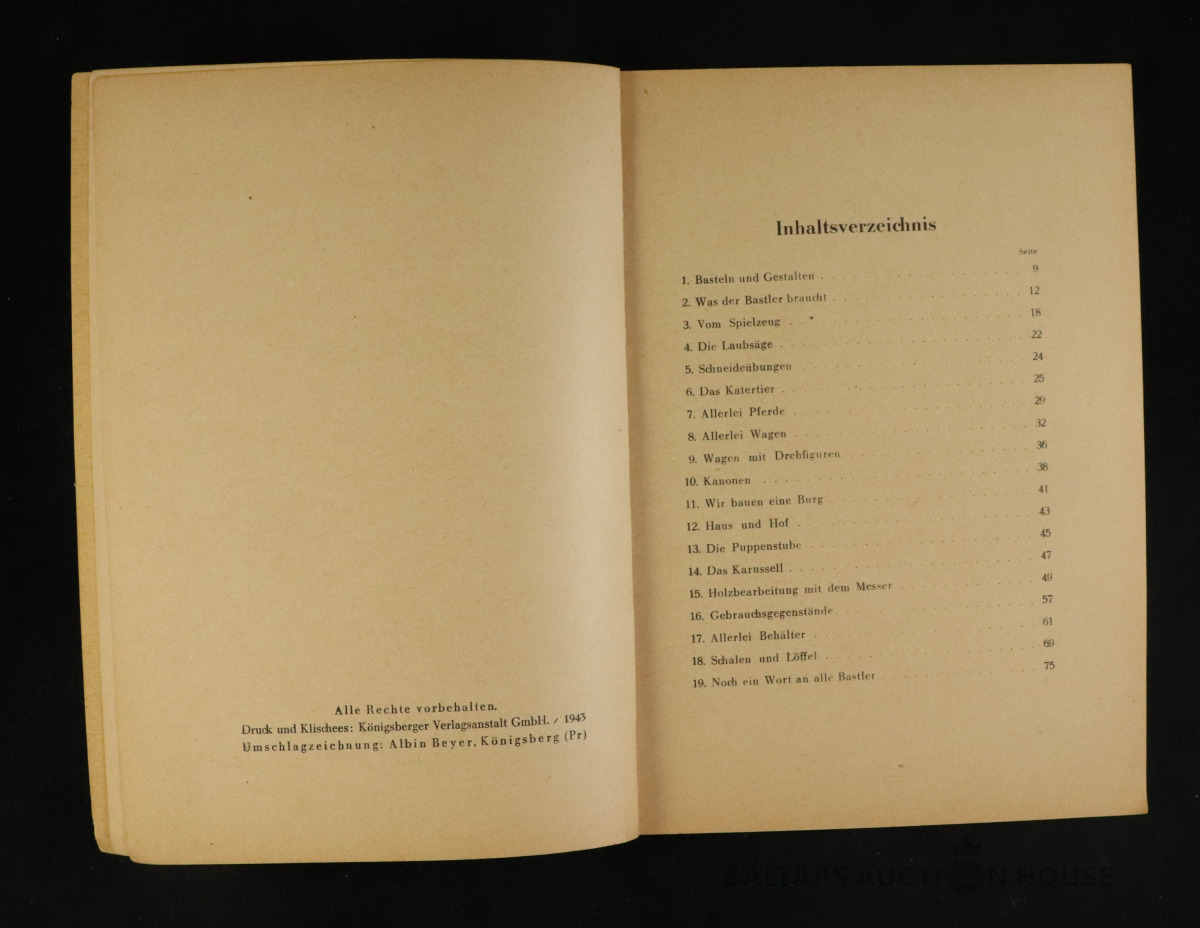 Alle Rechte vorbehalten.
Druck und Klischees: Königsberger Verlagsanstalt GmbH. / 1943
Umschlagzeichnung: Albin Beyer, Königsberg (Pr)
Inhaltsverzeichnis
Seite
1. Basteln und Gestalten . . . . . . . . . . . . . . . . 9
2. Was der Bastler braucht . . . . . . . . . . . . . . . 12
3. Vom Spielzeug . . . . . . . . . . . . . . . . . . 18
4. Die Laubsäge . . . . . . . . . . . . . . . . . . 22
5. Schneideübungen . . . . . . . . . . . . . . . . . 24
6. Das Katertier . . . . . . . . . . . . . . . . . . 25
7. Allerlei Pferde . . . . . . . . . . . . . . . . . . 29
8. Allerlei Wagen . . . . . . . . . . . . . . . . . . 32
9. Wagen mit Drehfiguren . . . . . . . . . . . . . . 36
10. Kanonen . . . . . . . . . . . . . . . . . . . . 38
11. Wir bauen eine Burg . . . . . . . . . . . . . . . 41
12. Haus und Hof . . . . . . . . . . . . . . . . . . 43
13. Die Puppenstube . . . . . . . . . . . . . . . . . 45
14. Das Karussell . . . . . . . . . . . . . . . . . . 47
15. Holzbearbeitung mit dem Messer . . . . . . . . . . 49
16. Gebrauchsgegenstände . . . . . . . . . . . . . . . 57
17. Allerlei Behälter . . . . . . . . . . . . . . . . . 61
18. Schalen und Löffel . . . . . . . . . . . . . . . . 69
19. Noch ein Wort an alle Bastler . . . . . . . . . . . 75
BALTARS AUCTION HOUSE